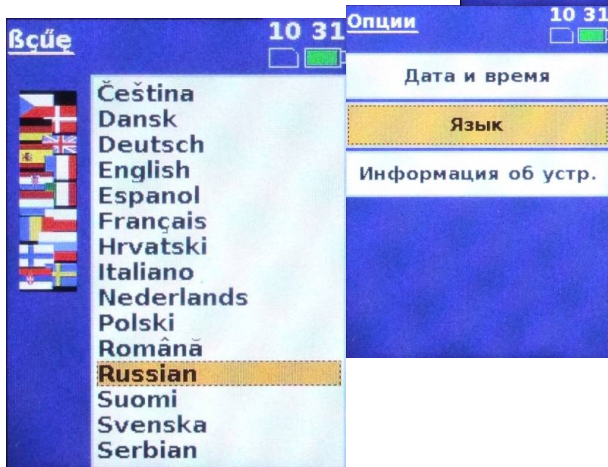 ßçűę
10 31
Čeština
Dansk
Deutsch
English
Espanol
Français
Hrvatski
Italiano
Nederlands
Polski
Română
Russian
Suomi
Svenska
Serbian
Опции
10 31
Дата и время
Язык
Информация об устр.